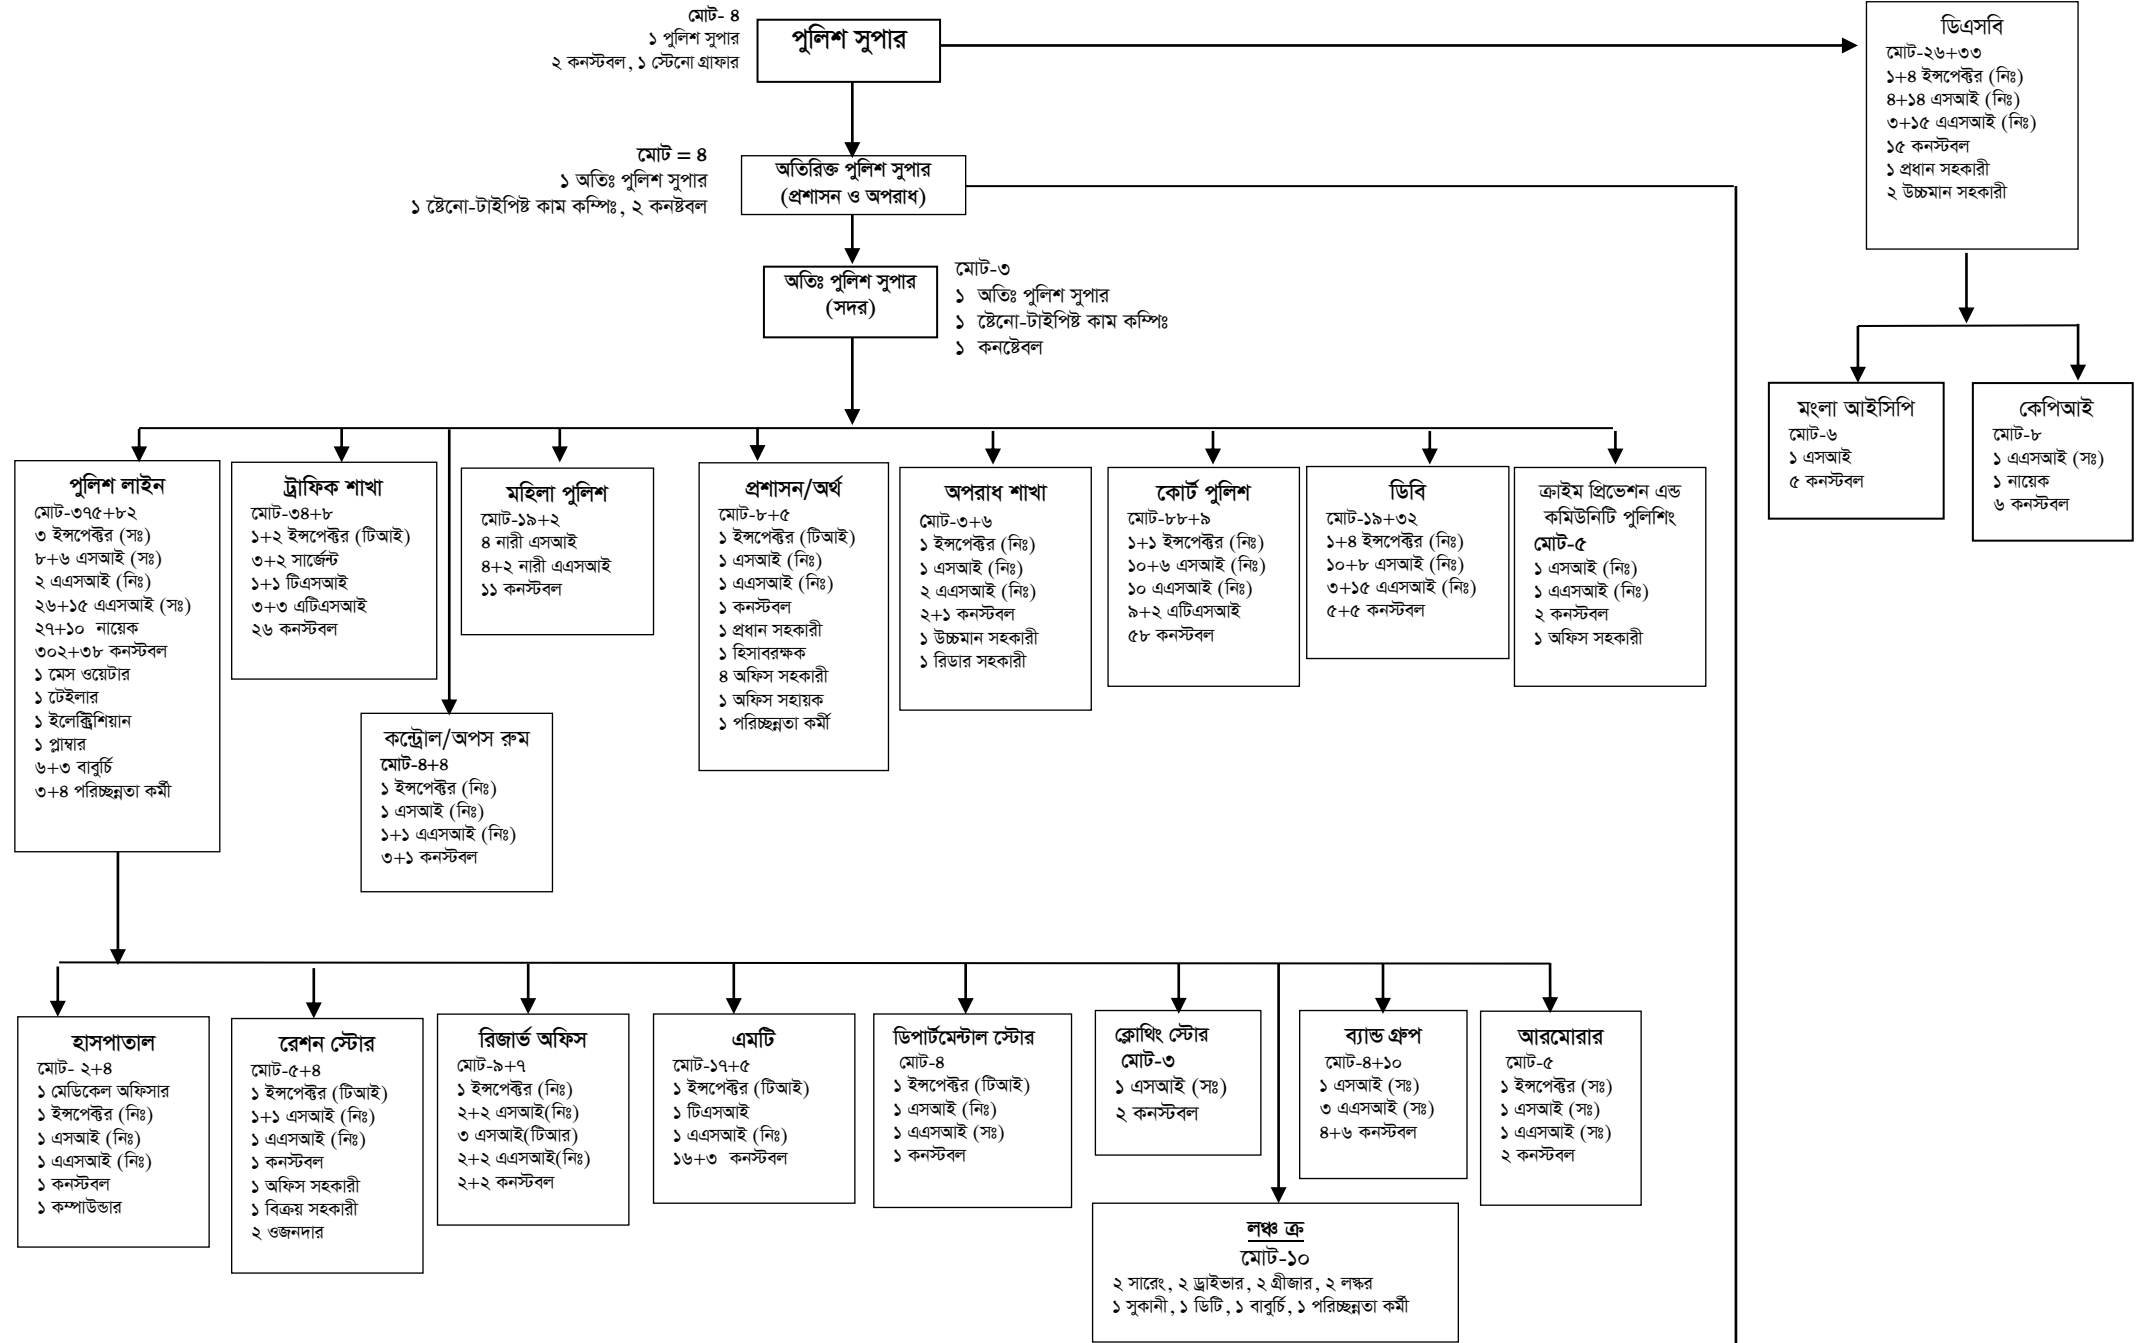 মোট- ৪
১ পুলিশ সুপার
২ কনস্টবল, ১ স্টেনো গ্রাফার
পুলিশ সুপার
ডিএসবি
মোট-২৬+৩৩
১+৪ ইন্সপেক্টর (নিঃ)
৪+১৪ এসআই (নিঃ)
৩+১৫ এএসআই (নিঃ)
১৫ কনস্টবল
১ প্রধান সহকারী
২ উচ্চমান সহকারী
মোট = ৪
১ অতিঃ পুলিশ সুপার
১ ষ্টেনো-টাইপিষ্ট কাম কম্পিঃ, ২ কনষ্টবল
অতিরিক্ত পুলিশ সুপার
(প্রশাসন ও অপরাধ)
অতিঃ পুলিশ সুপার
(সদর)
মোট-৩
১ অতিঃ পুলিশ সুপার
১ ষ্টেনো-টাইপিষ্ট কাম কম্পিঃ
১ কনষ্টেবল
মংলা আইসিপি
মোট-৬
১ এসআই
৫ কনস্টবল
কেপিআই
মোট-৮
১ এএসআই (সঃ)
১ নায়েক
৬ কনস্টবল
পুলিশ লাইন
মোট-৩৭৫+৮২
৩ ইন্সপেক্টর (সঃ)
৮+৬ এসআই (সঃ)
২ এএসআই (নিঃ)
২৬+১৫ এএসআই (সঃ)
২৭+১০ নায়েক
৩০২+৩৮ কনস্টবল
১ মেস ওয়েটার
১ টেইলার
১ ইলেক্ট্রিশিয়ান
১ প্লাম্বার
৬+৩ বাবুর্চি
৩+৪ পরিচ্ছন্নতা কর্মী
ট্রাফিক শাখা
মোট-৩৪+৮
১+২ ইন্সপেক্টর (টিআই)
৩+২ সার্জেন্ট
১+১ টিএসআই
৩+৩ এটিএসআই
২৬ কনস্টবল
কন্ট্রোল/অপস রুম
মোট-৪+৪
১ ইন্সপেক্টর (নিঃ)
১ এসআই (নিঃ)
১+১ এএসআই (নিঃ)
৩+১ কনস্টবল
মহিলা পুলিশ
মোট-১৯+২
৪ নারী এসআই
৪+২ নারী এএসআই
১১ কনস্টবল
প্রশাসন/অর্থ
মোট-৮+৫
১ ইন্সপেক্টর (টিআই)
১ এসআই (নিঃ)
১ এএসআই (নিঃ)
১ কনস্টবল
১ প্রধান সহকারী
১ হিসাবরক্ষক
৪ অফিস সহকারী
১ অফিস সহায়ক
১ পরিচ্ছন্নতা কর্মী
অপরাধ শাখা
মোট-৩+৬
১ ইন্সপেক্টর (নিঃ)
১ এসআই (নিঃ)
২ এএসআই (নিঃ)
২+১ কনস্টবল
১ উচ্চমান সহকারী
১ রিডার সহকারী
কোর্ট পুলিশ
মোট-৮৮+৯
১+১ ইন্সপেক্টর (নিঃ)
১০+৬ এসআই (নিঃ)
১০ এএসআই (নিঃ)
৯+২ এটিএসআই
৫৮ কনস্টবল
ডিবি
মোট-১৯+৩২
১+৪ ইন্সপেক্টর (নিঃ)
১০+৮ এসআই (নিঃ)
৩+১৫ এএসআই (নিঃ)
৫+৫ কনস্টবল
ক্রাইম প্রিভেশন এন্ড
কমিউনিটি পুলিশিং
মোট-৫
১ এসআই (নিঃ)
১ এএসআই (নিঃ)
২ কনস্টবল
১ অফিস সহকারী
হাসপাতাল
মোট- ২+৪
১ মেডিকেল অফিসার
১ ইন্সপেক্টর (নিঃ)
১ এসআই (নিঃ)
১ এএসআই (নিঃ)
১ কনস্টবল
১ কম্পাউন্ডার
রেশন স্টোর
মোট-৫+৪
১ ইন্সপেক্টর (টিআই)
১+১ এসআই (নিঃ)
১ এএসআই (নিঃ)
১ কনস্টবল
১ অফিস সহকারী
১ বিক্রয় সহকারী
২ ওজনদার
রিজার্ভ অফিস
মোট-৯+৭
১ ইন্সপেক্টর (নিঃ)
২+২ এসআই(নিঃ)
৩ এসআই(টিআর)
২+২ এএসআই(নিঃ)
২+২ কনস্টবল
এমটি
মোট-১৭+৫
১ ইন্সপেক্টর (টিআই)
১ টিএসআই
১ এএসআই (নিঃ)
১৬+৩ কনস্টবল
ডিপার্টমেন্টাল স্টোর
মোট-৪
১ ইন্সপেক্টর (টিআই)
১ এসআই (নিঃ)
১ এএসআই (সঃ)
১ কনস্টবল
ক্লোথিং স্টোর
মোট-৩
১ এসআই (সঃ)
২ কনস্টবল
ব্যান্ড গ্রুপ
মোট-৪+১০
১ এসআই (সঃ)
৩ এএসআই (সঃ)
৪+৬ কনস্টবল
আরমোরার
মোট-৫
১ ইন্সপেক্টর (সঃ)
১ এসআই (সঃ)
১ এএসআই (সঃ)
২ কনস্টবল
লঞ্চ ক্র
মোট-১০
২ সারেং, ২ ড্রাইভার, ২ গ্রীজার, ২ লস্কর
১ সুকানী, ১ ডিটি, ১ বাবুর্চি, ১ পরিচ্ছন্নতা কর্মী